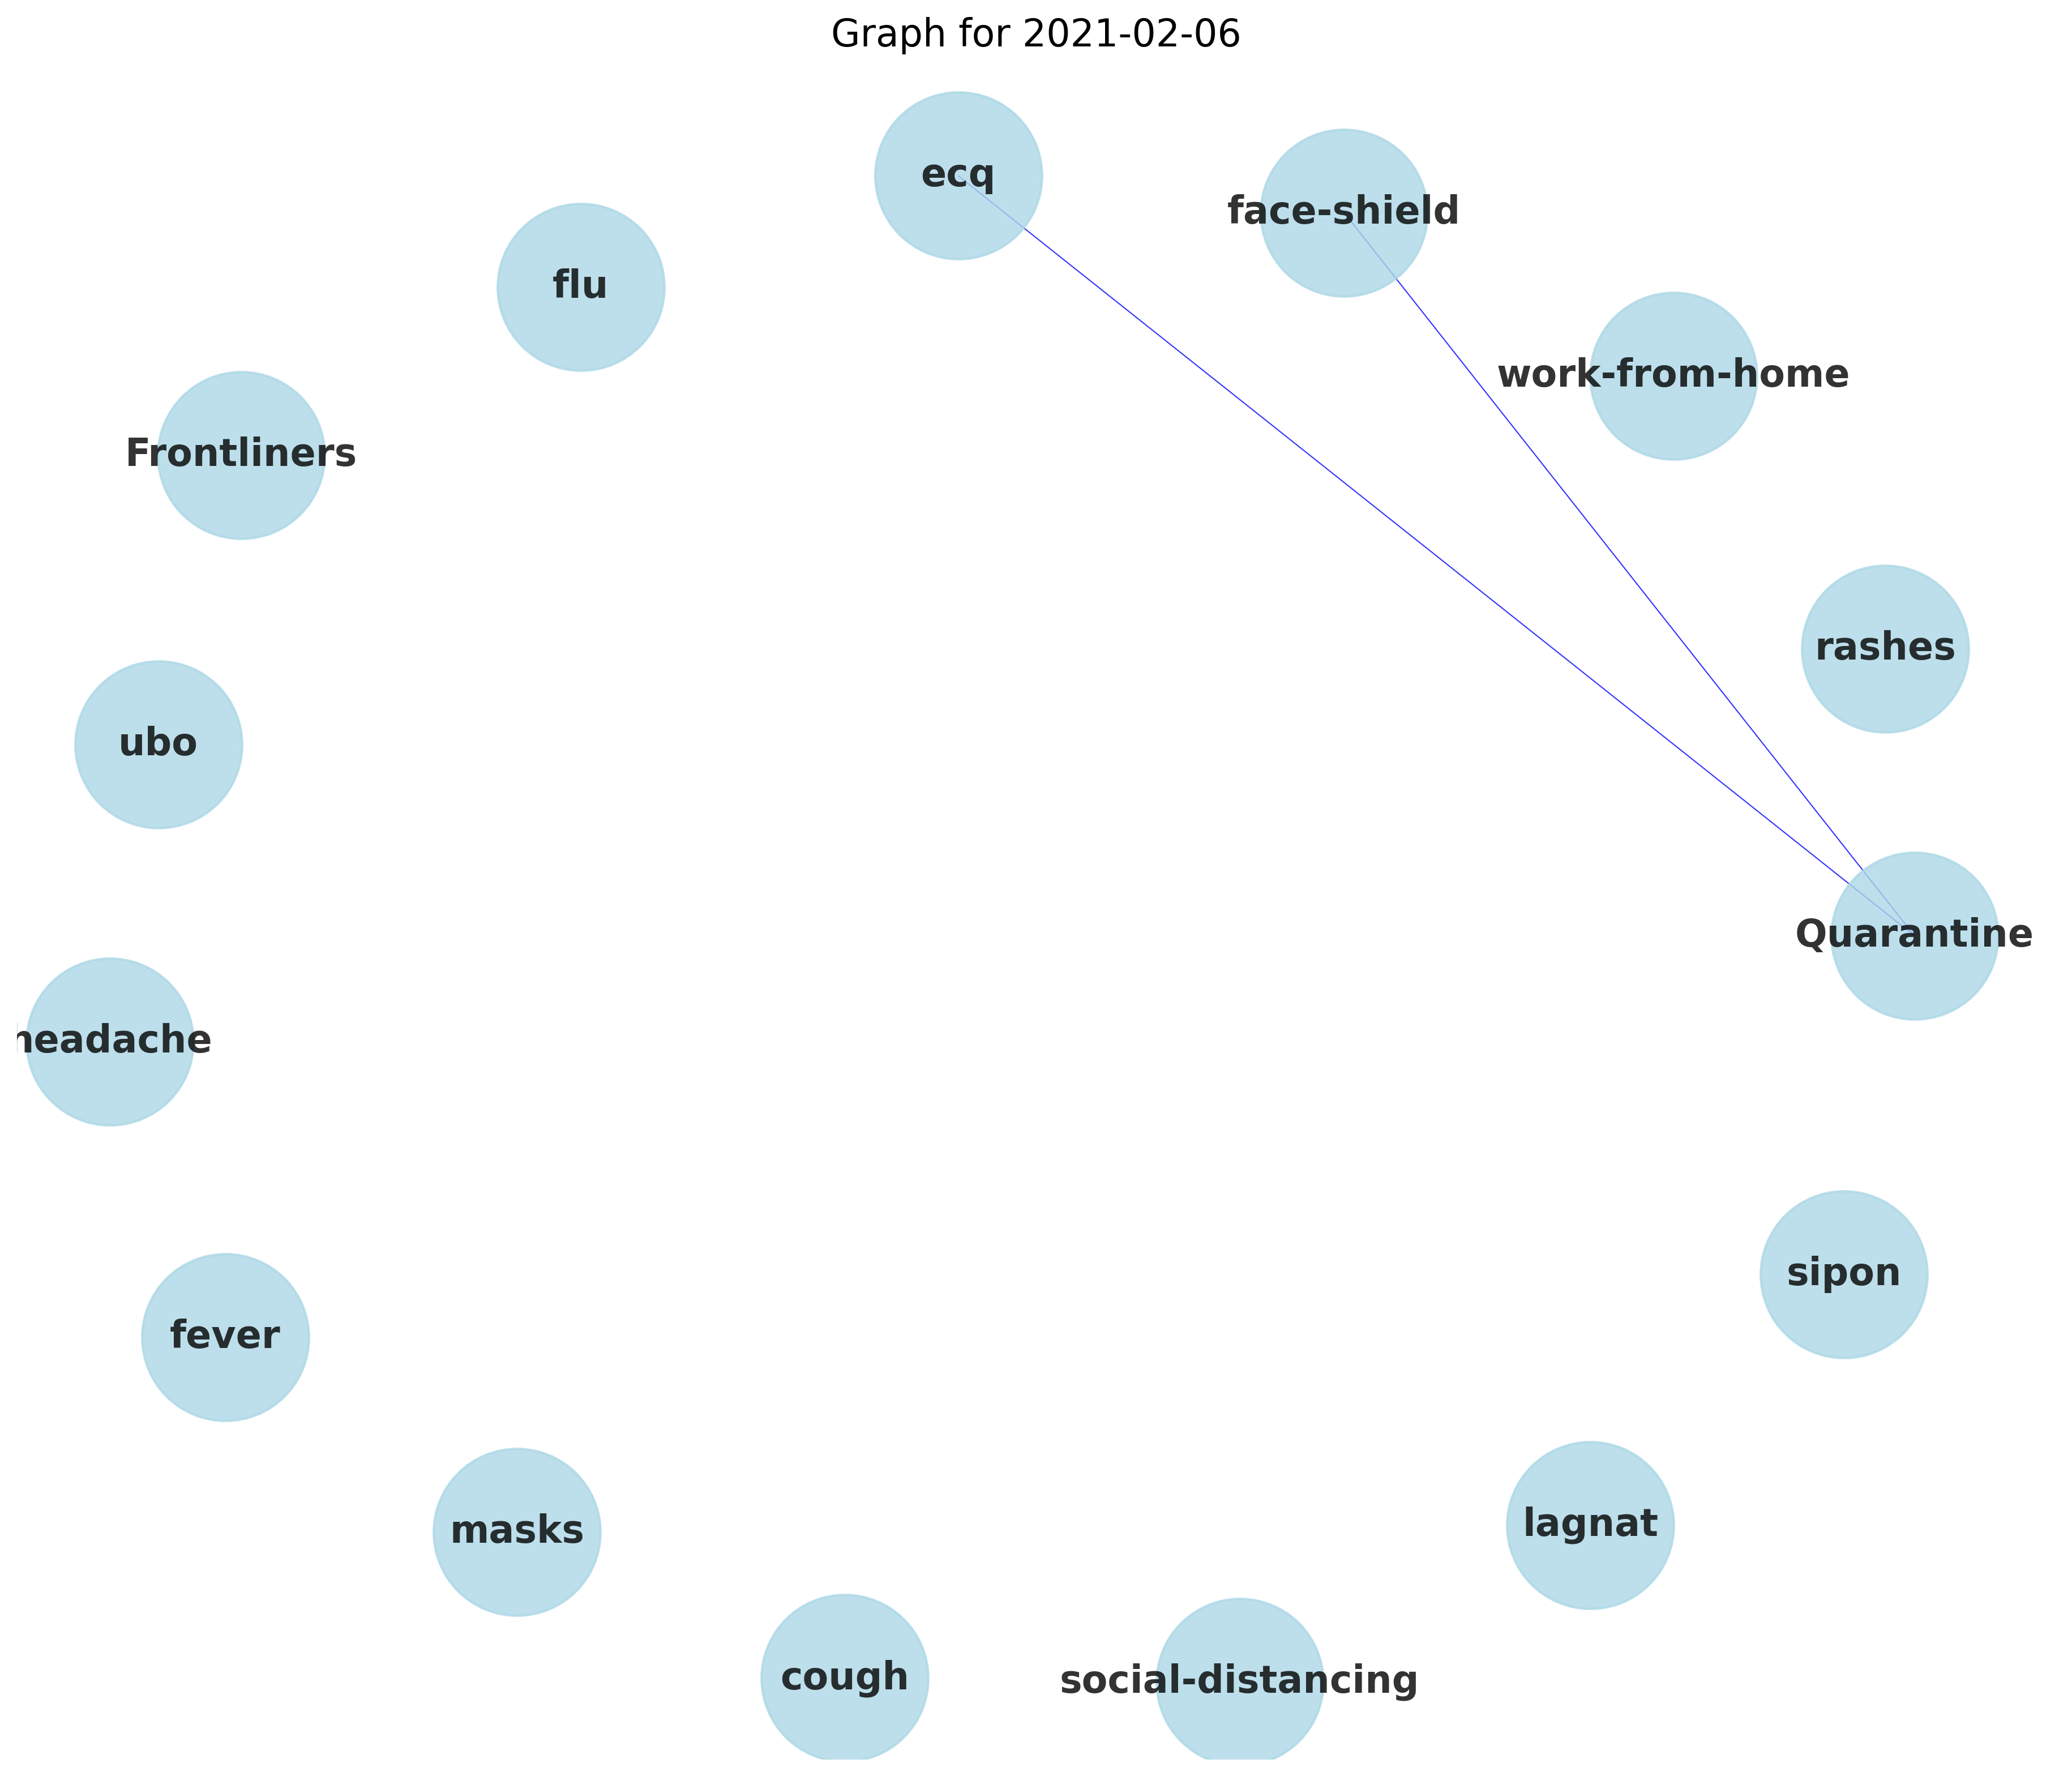 Graph for 2021-02-06
ecq
face-shield
flu
work-from-home
Frontliners
rashes
ubo
Quarantine
headache
sipon
fever
lagnat
masks
cough
social-distancing